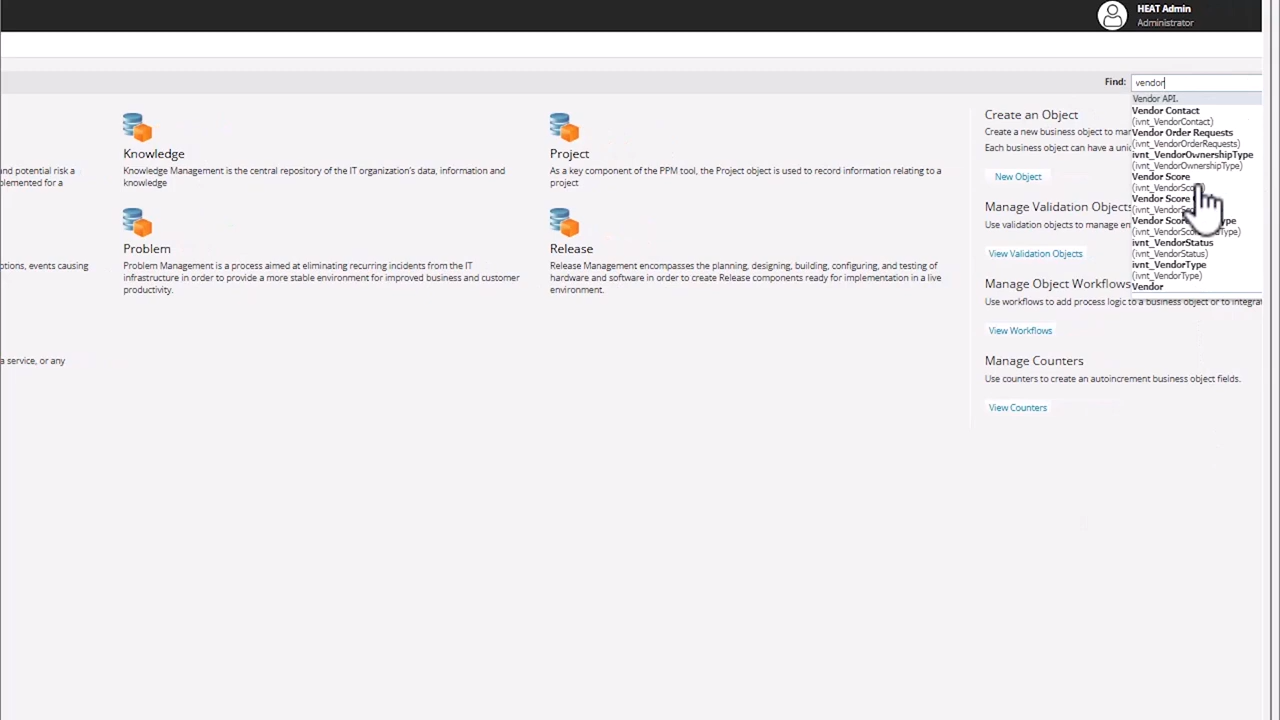 HEAT Admin
Administrator
Find:
vendor
Vendor API.
Vendor Contact
(ivnt_VendorContact)
Vendor Order Requests
(ivnt_VendorOrderRequests)
ivnt_VendorOwnershipType
(ivnt_VendorOwnershipType)
Vendor Score
Vendor Score
Vendor
ivnt_VendorStatus
(ivnt_VendorStatus)
ivnt_VendorType
(ivnt_VendorType)
Vendor
Knowledge
Knowledge Management is the central repository of the IT organization's data, information and
knowledge
Project
As a key component of the PPM tool, the Project object is used to record information relating to a
project
and potential risk a
plemented for a
Problem
Problem Management is a process aimed at eliminating recurring incidents from the IT
infrastructure in order to provide a more stable environment for improved business and customer
productivity.
Release
Release Management encompasses the planning, designing, building, configuring, and testing of
hardware and software in order to create Release components ready for implementation in a live
environment.
ptions, events causing
a service, or any
Create an Object
Create a new business object to
Each business object can have a
New Object
Manage Validation Objects
Use validation objects to manage
View Validation Objects
Manage Object Workflows
Use workflows to add process logic to a business object or to
View Workflows
Manage Counters
Use counters to create an autoincrement business object fields.
View Counters